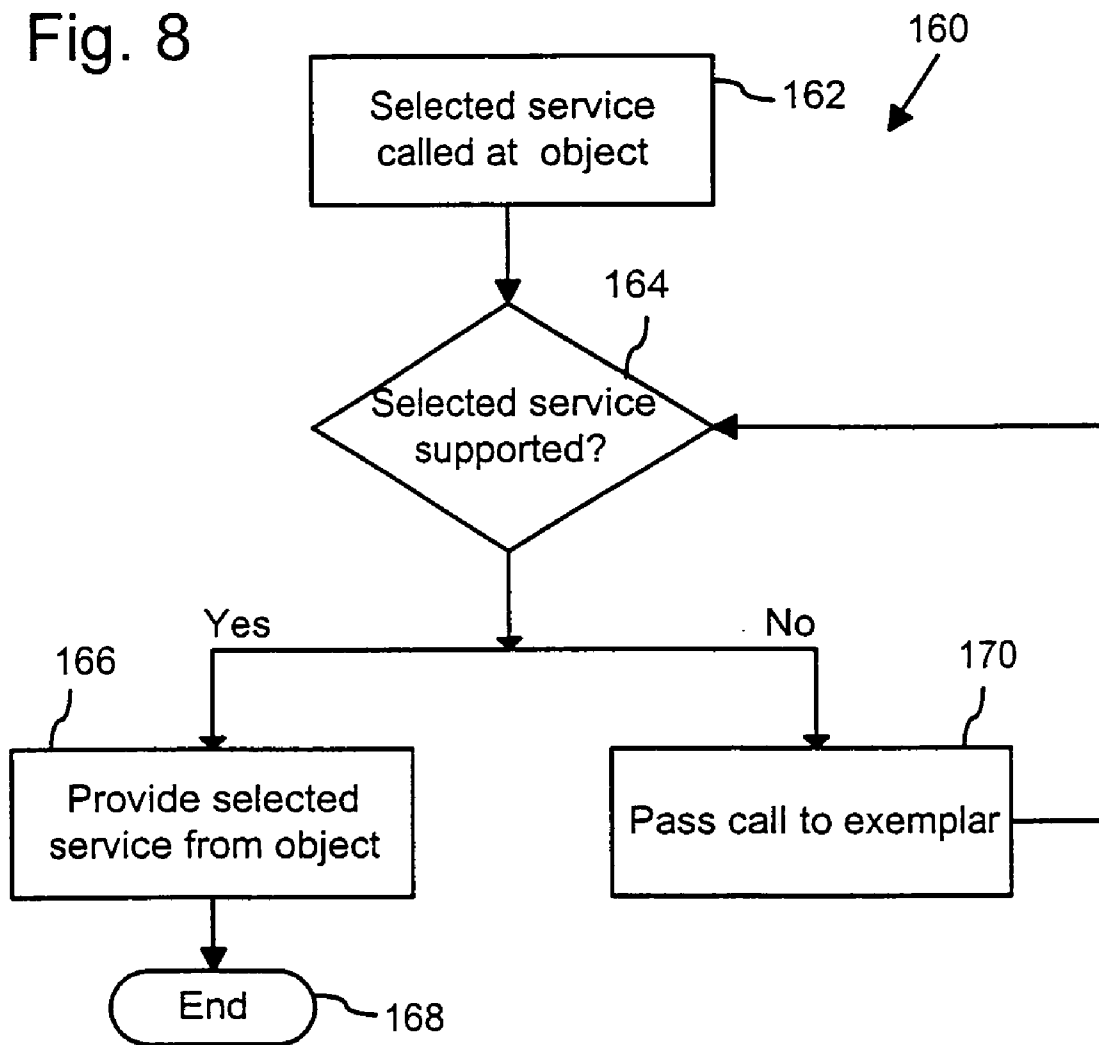 Fig. 8
160
Selected service
called at object
162
164
Selected service
supported?
Yes
No
166
170
Provide selected
service from object
Pass call to exemplar
End
168